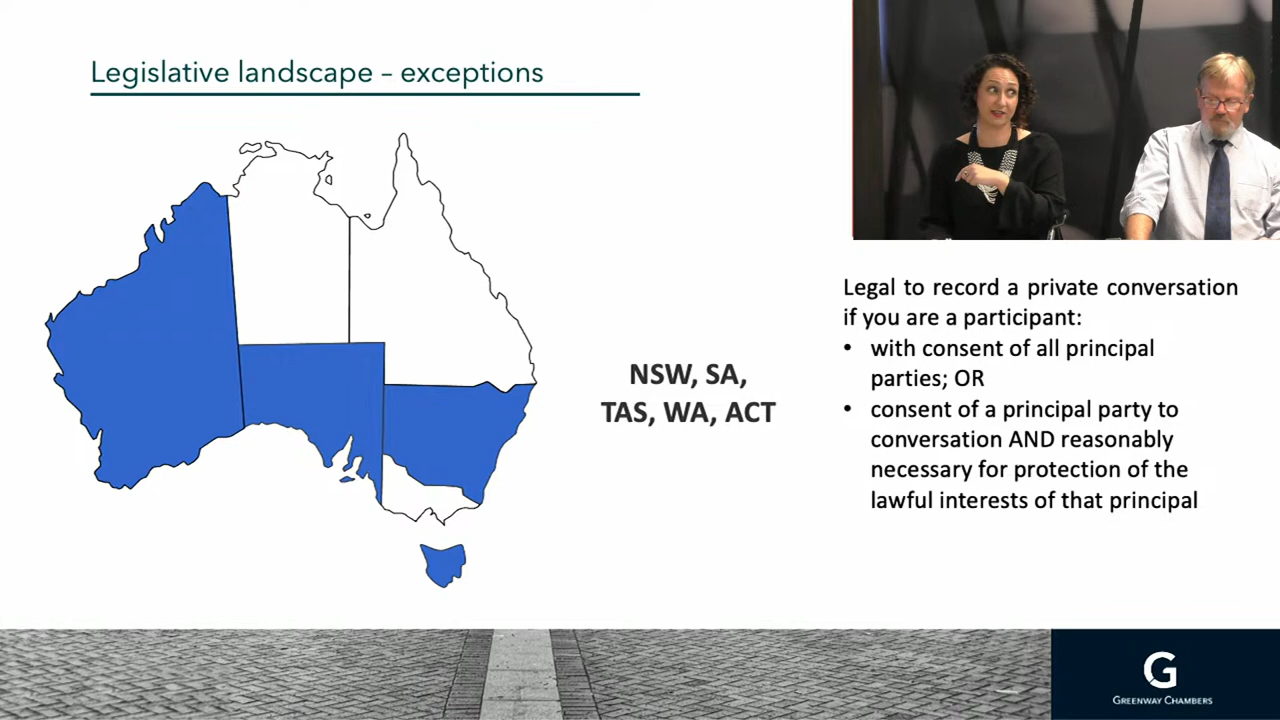 Legislative landscape – exceptions
NSW, SA,
TAS, WA, ACT
Legal to record a private conversation
if you are a participant:
• with consent of all principal
parties; OR
• consent of a principal party to
conversation AND reasonably
necessary for protection of the
lawful interests of that principal
G
GREENWAY CHAMBERS